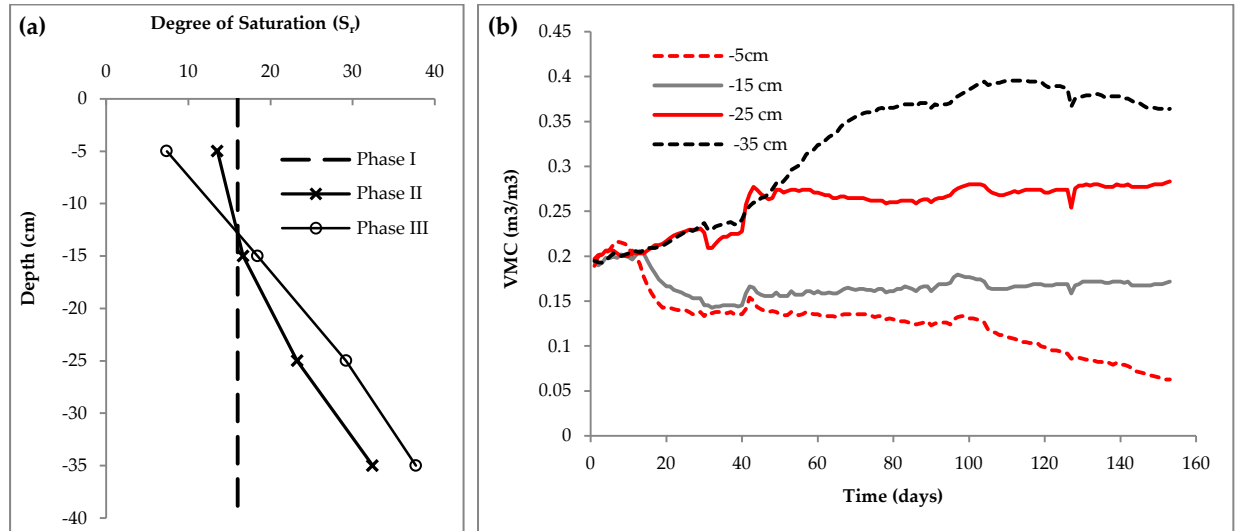 (a)
Degree of Saturation (Sr)
0 10 20 30 40
0
-5
-10
-15
-20
-25
-30
-35
-40
Depth (cm)
Phase I
Phase II
Phase III
(b)
0.45
0.4
0.35
0.3
0.25
0.2
0.15
0.1
0.05
0
VMC (m3/m3)
-5cm
-15 cm
-25 cm
-35 cm
0 20 40 60 80 100 120 140 160
Time (days)